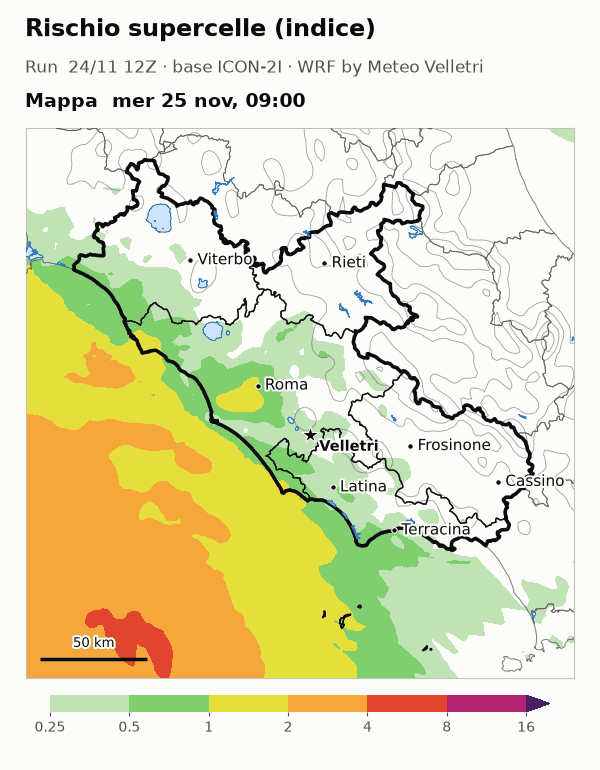 Rischio supercelle (indice)
Run 24/11 12Z · base ICON-2I · WRF by Meteo Velletri
Mappa mer 25 nov, 09:00
Viterbo
Rieti
Roma
Velletri
Frosinone
Cassino
Latina
Terracina
50 km
0.25 0.5 1 2 4 8 16